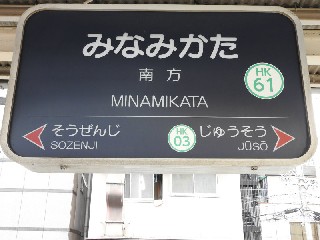 みなみかた
南方
HK
61
MINAMIKATA
そうぜんじ
SOZENJI
HK
03
じゅうそう
JŪSŌ